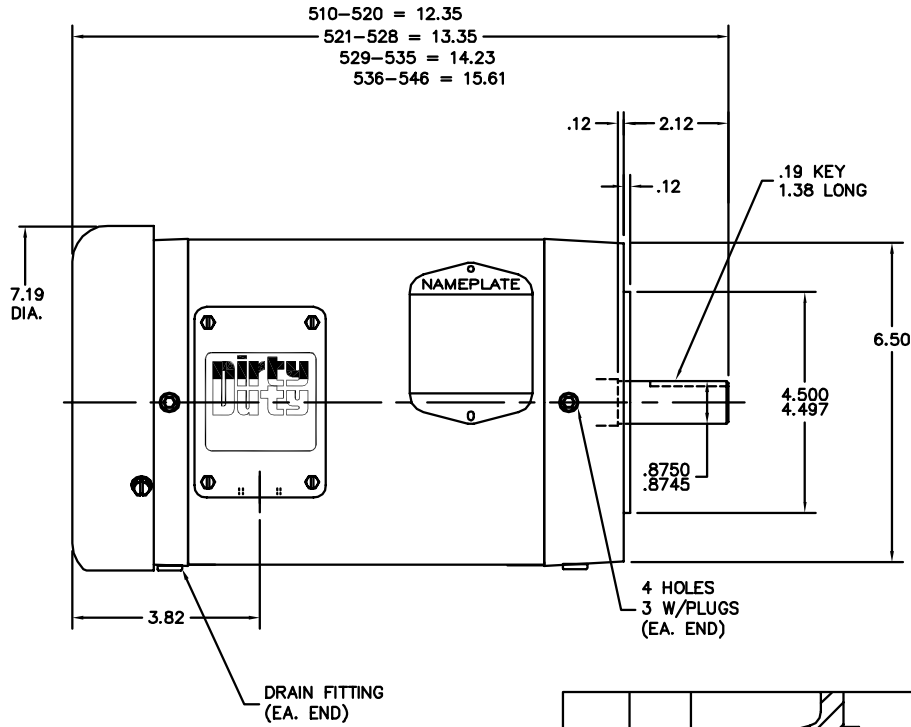 510-520 = 12.35
521-528 = 13.35
529-535 = 14.23
536-546 = 15.61
.12
2.12
.12
.19 KEY
1.38 LONG
7.19
DIA.
NAMEPLATE
Dirty
Duty
6.50
4.500
4.497
.8750
.8745
3.82
4 HOLES
3 W/PLUGS
(EA. END)
DRAIN FITTING
(EA. END)